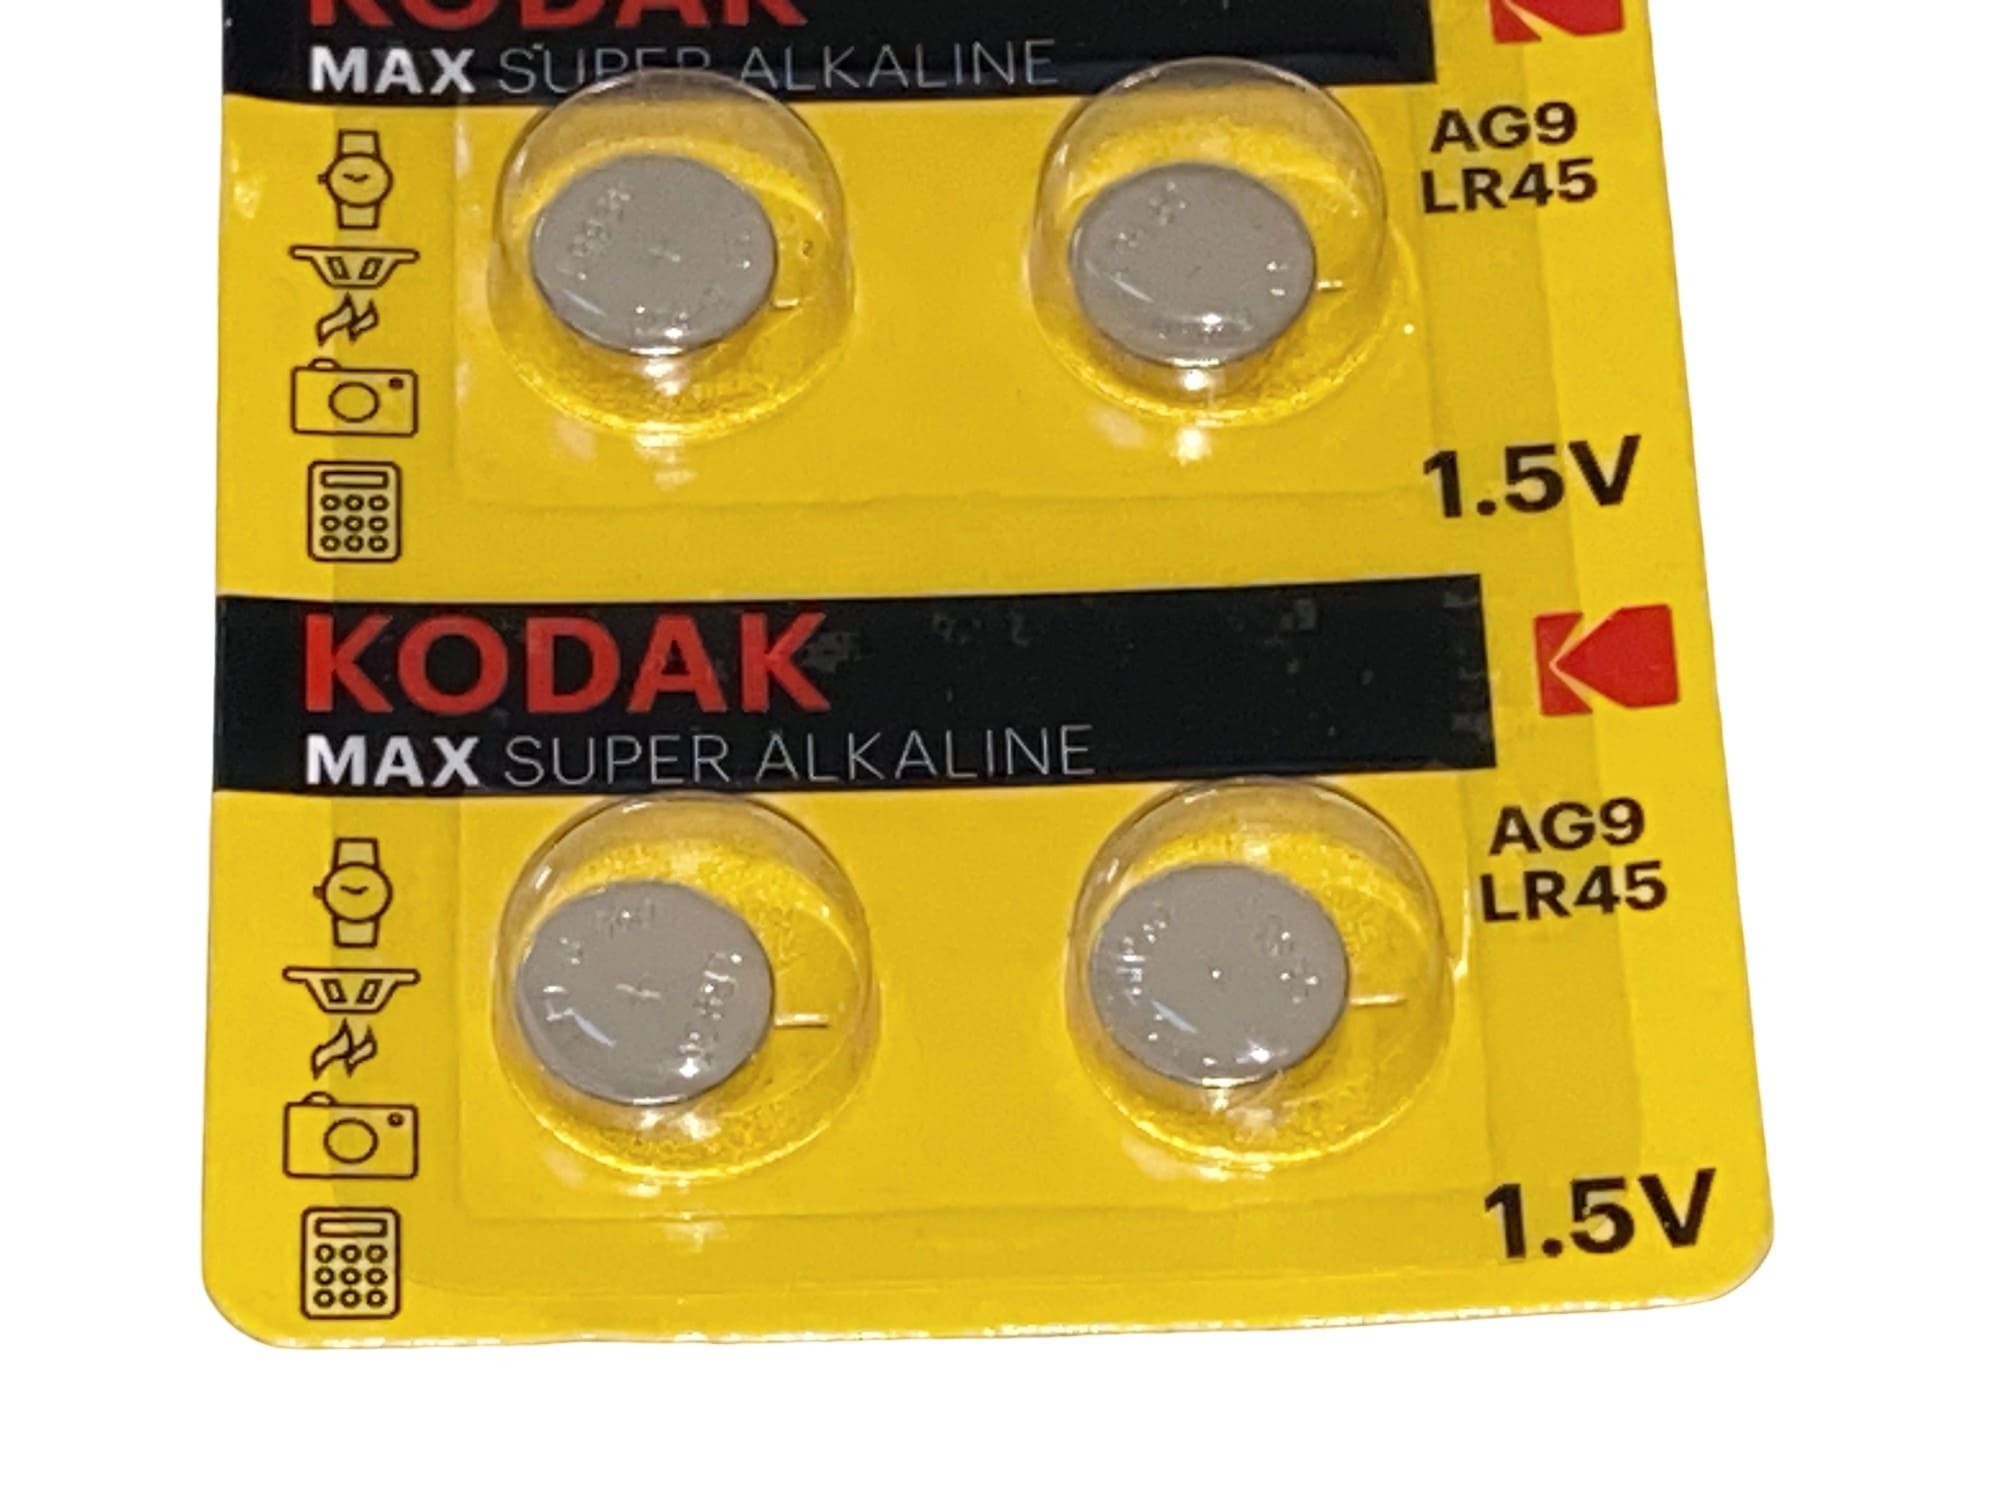 KODAK
MAX SUPER ALKALINE
AG9
LR45
1.5V
KODAK
MAX SUPER ALKALINE
AG9
LR45
1.5V